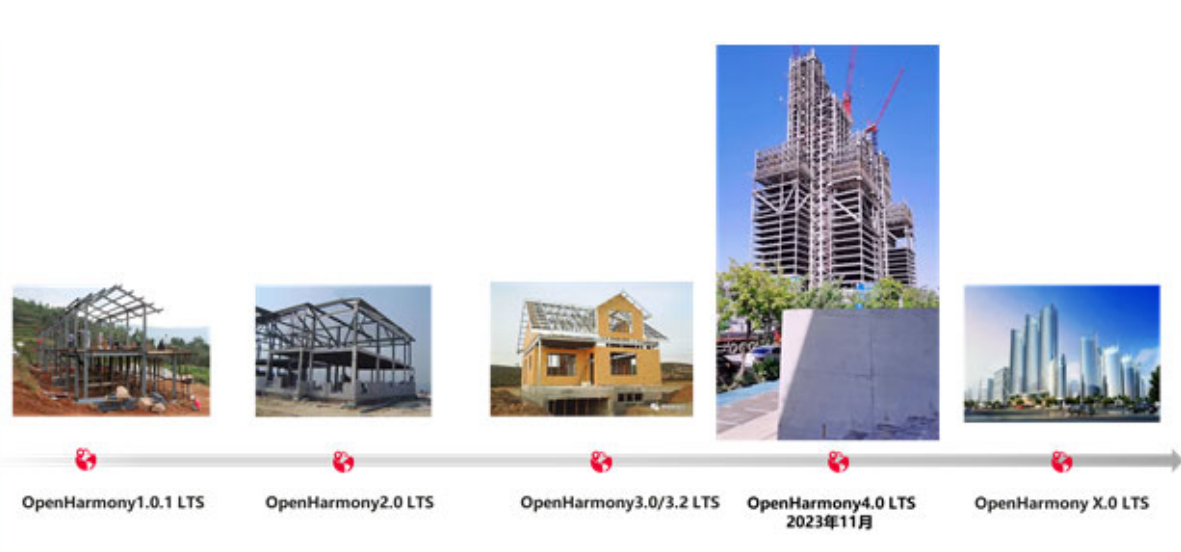 OpenHarmony1.0.1 LTS
OpenHarmony2.0 LTS
OpenHarmony3.0/3.2 LTS
OpenHarmony4.0 LTS
2023年11月
OpenHarmony X.0 LTS